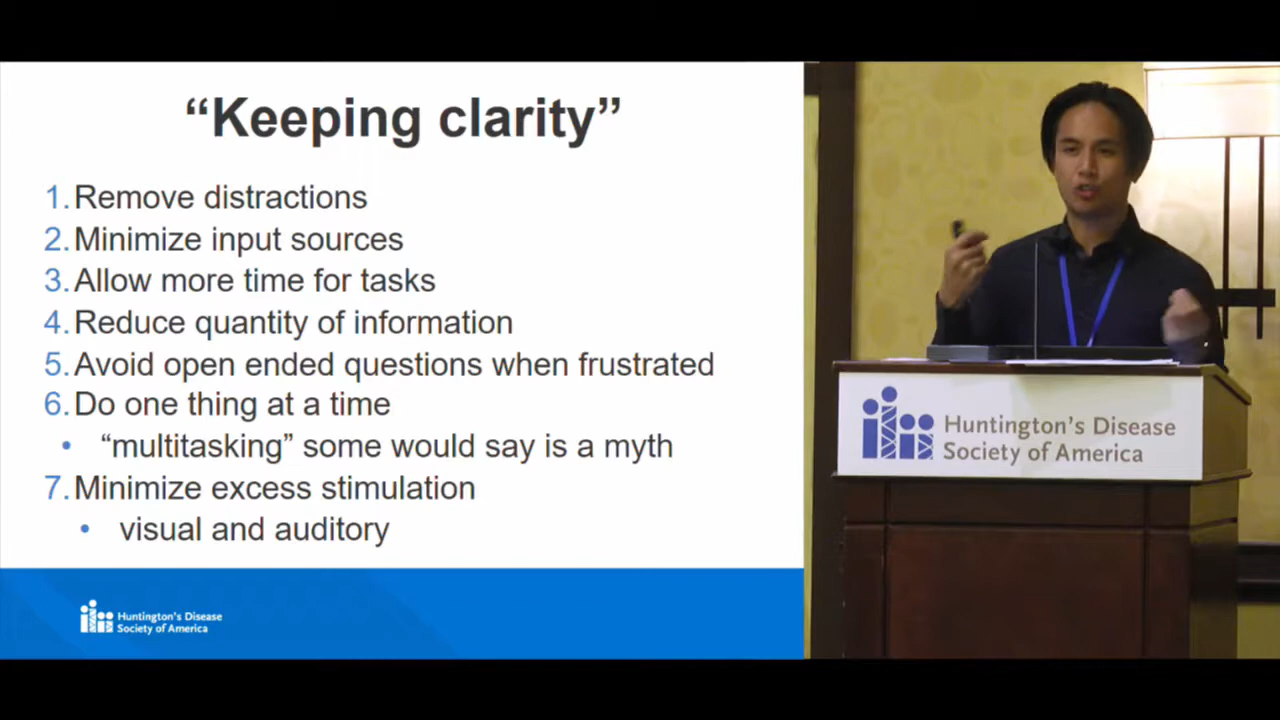 “Keeping clarity”
1. Remove distractions
2. Minimize input sources
3. Allow more time for tasks
4. Reduce quantity of information
5. Avoid open ended questions when frustrated
6. Do one thing at a time
• “multitasking” some would say is a myth
7. Minimize excess stimulation
• visual and auditory
Huntington’s Disease
Society of America
Huntington’s Disease
Society of America